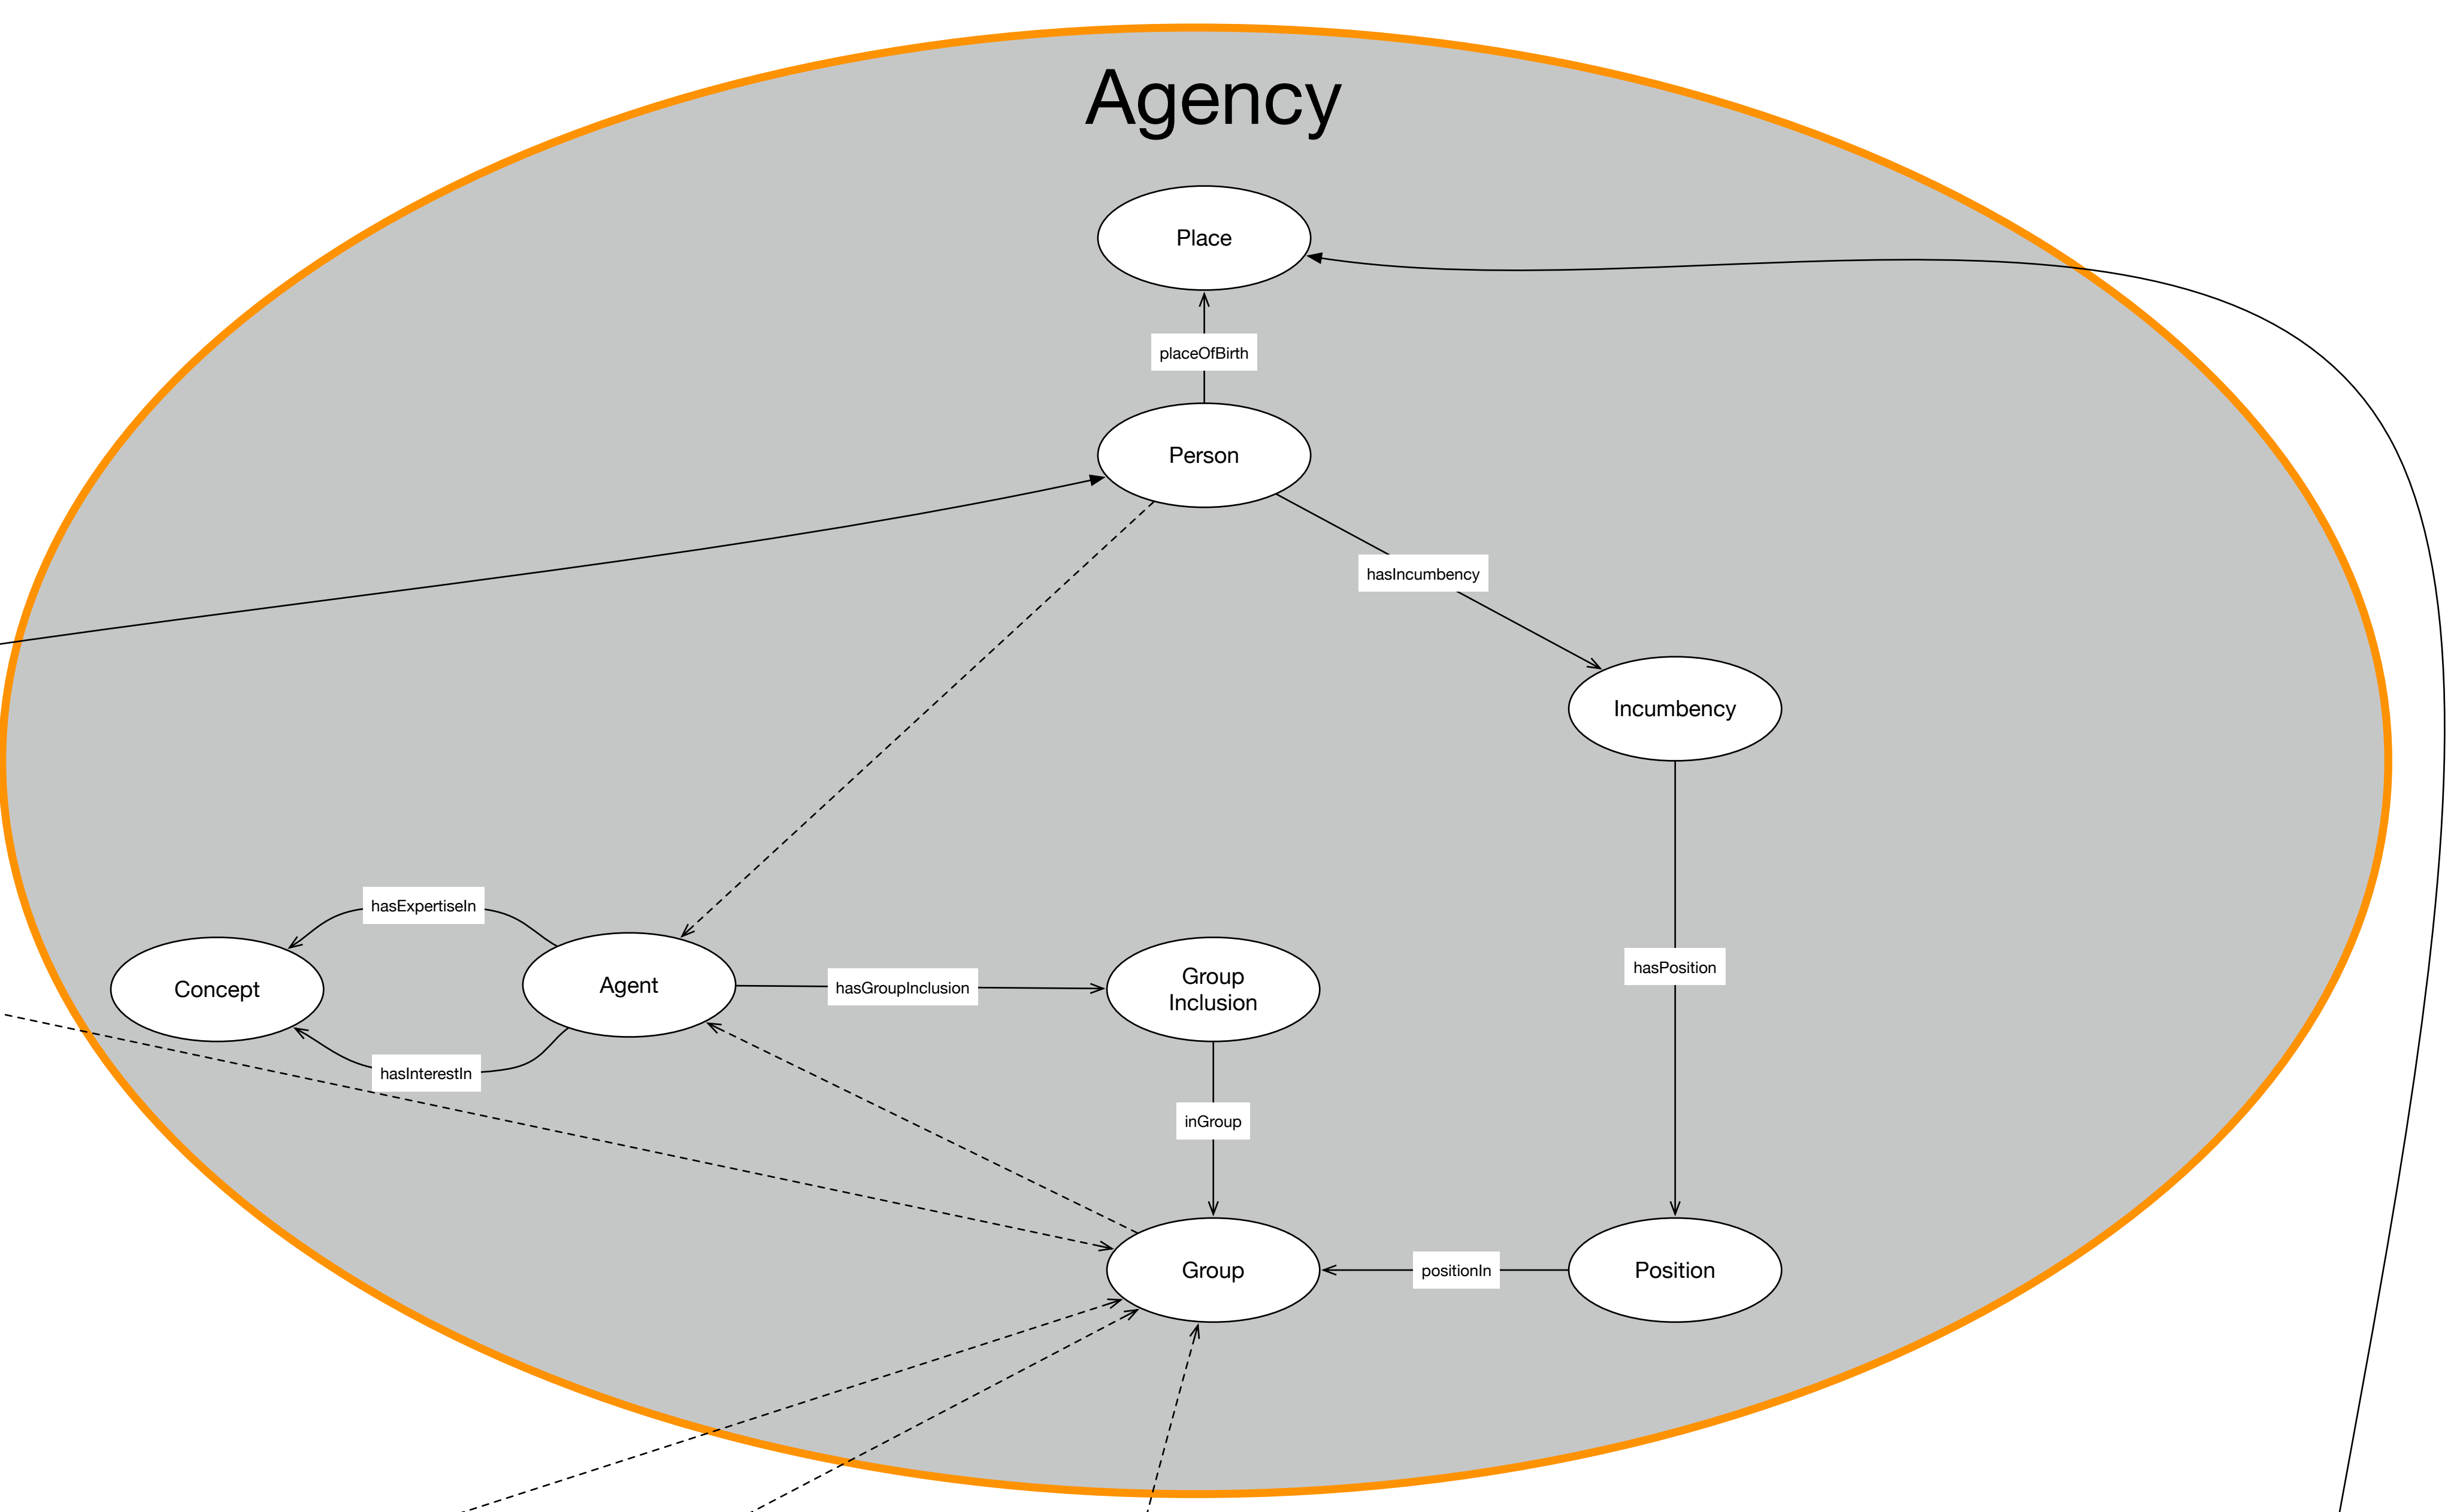 Agency
Place
placeOfBirth
Person
hasIncumbency
Incumbency
hasExpertiseIn
Concept
Agent
hasGroupInclusion
Group
Inclusion
hasPosition
hasInterestIn
inGroup
Group
positionIn
Position